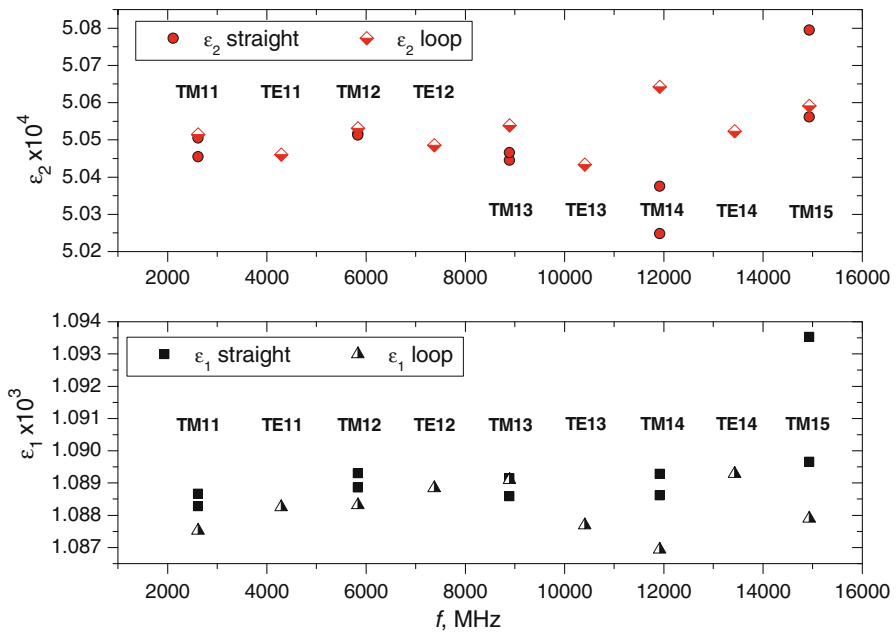 5.08
5.07
5.06
5.05
5.04
5.03
5.02
ε2 x10^4
ε2 straight ε2 loop
TM11 TE11 TM12 TE12
TM13 TE13 TM14 TE14 TM15
2000 4000 6000 8000 10000 12000 14000 16000
1.094
1.093
1.092
1.091
1.090
1.089
1.088
1.087
ε1 x10^3
ε1 straight ε1 loop
TM11 TE11 TM12 TE12 TM13 TE13 TM14 TE14 TM15
2000 4000 6000 8000 10000 12000 14000 16000
f, MHz